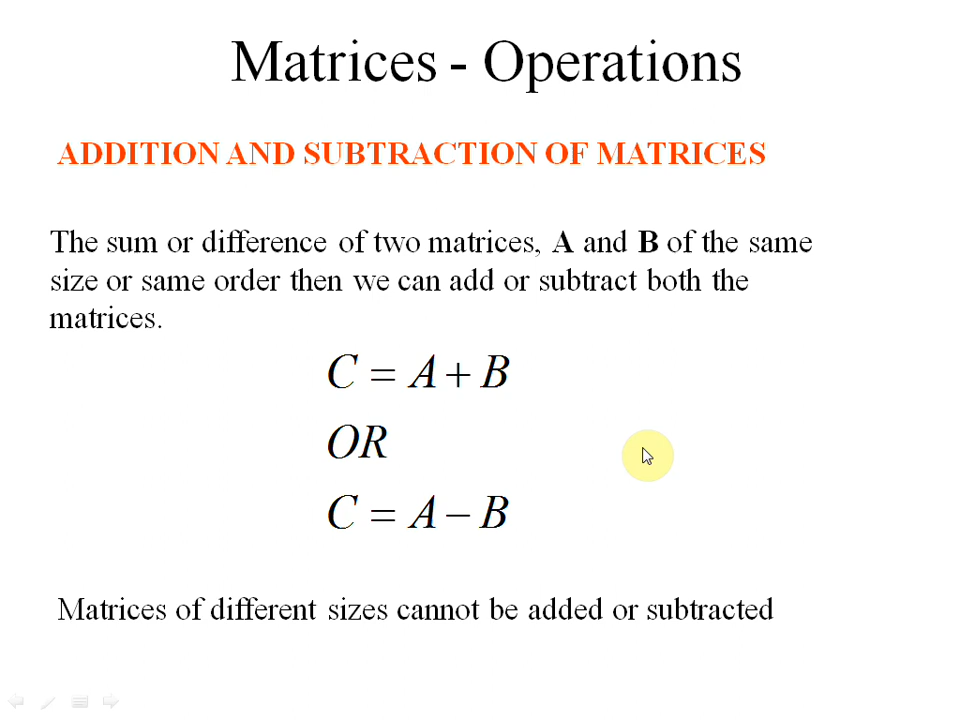 Matrices - Operations
ADDITION AND SUBTRACTION OF MATRICES
The sum or difference of two matrices, A and B of the same
size or same order then we can add or subtract both the
matrices.
C = A + B
OR
C = A − B
Matrices of different sizes cannot be added or subtracted